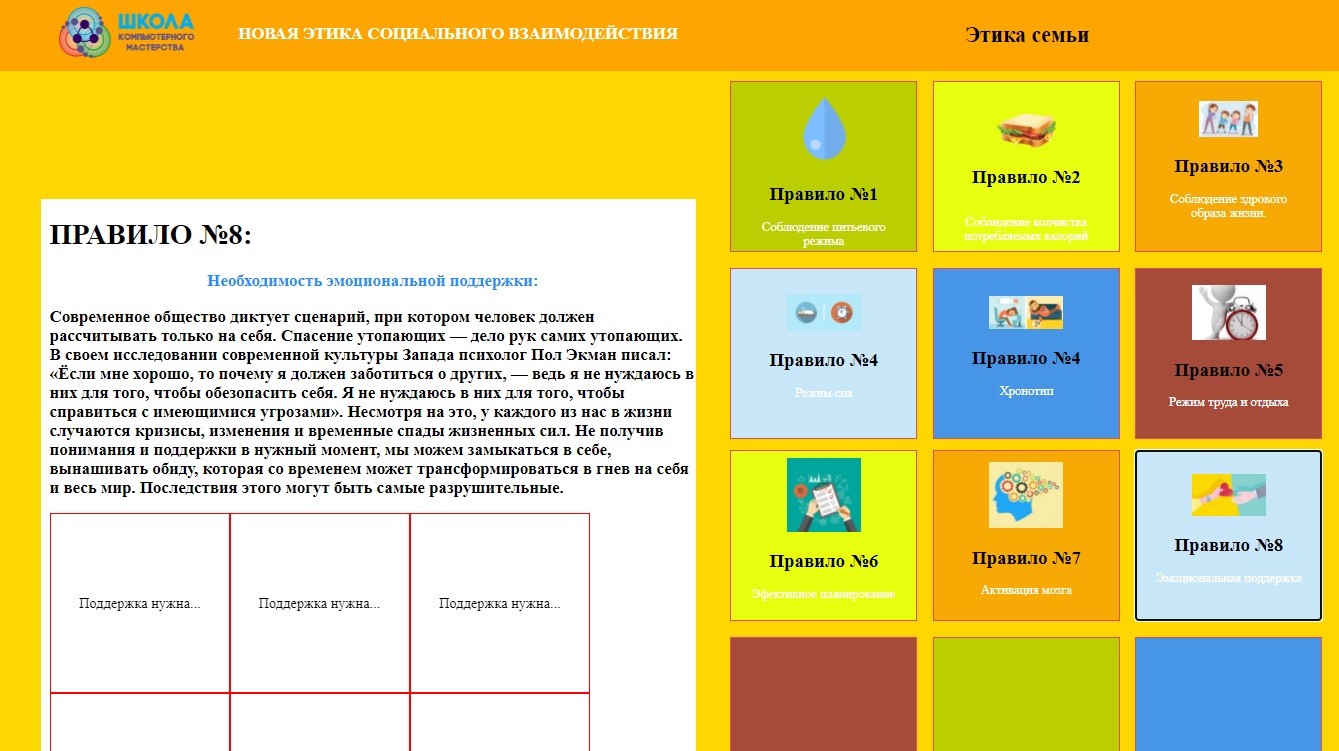 ШКОЛА
КОМПЬЮТЕРНОГО
МАСТЕРСТВА
НОВАЯ ЭТИКА СОЦИАЛЬНОГО ВЗАИМОДЕЙСТВИЯ
Этика семьи
ПРАВИЛО №8:
Необходимость эмоциональной поддержки:
Современное общество диктует сценарий, при котором человек должен
рассчитывать только на себя. Спасение утопающих — дело рук самих утопающих.
В своем исследовании современной культуры Запада психолог Пол Экман писал:
«Ёсли мне хорошо, то почему я должен заботиться о других, — ведь я не нуждаюсь в
них для того, чтобы обезопасить себя. Я не нуждаюсь в них для того, чтобы
справиться с имеющимися угрозами». Несмотря на это, у каждого из нас в жизни
случаются кризисы, изменения и временные спады жизненных сил. Не получив
понимания и поддержки в нужный момент, мы можем замыкаться в себе,
вынашивать обиду, которая со временем может трансформироваться в гнев на себя
и весь мир. Последствия этого могут быть самые разрушительные.
Поддержка нужна...
Поддержка нужна...
Поддержка нужна...
Правило №1
Соблюдение питьевого
режима
Правило №2
Соблюдение колчиства
потребляемых калорий
Правило №3
Соблюдение здрового
образа жизни.
Правило №4
Режим сна
Правило №4
Хронотип
Правило №5
Режим труда и отдыха
Правило №6
Эфективное планирование
Правило №7
Активация мозга
Правило №8
Эмоциональная поддержка